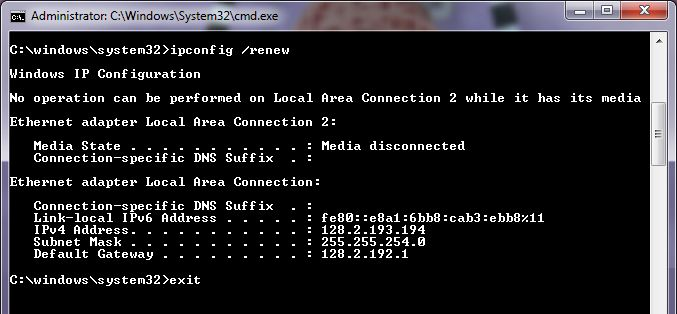 Administrator: C:\Windows\System32\cmd.exe
C:\windows\system32>ipconfig /renew
Windows IP Configuration
No operation can be performed on Local Area Connection 2 while it has its media
Ethernet adapter Local Area Connection 2:
Media State . . . . . . . . . . . : Media disconnected
Connection-specific DNS Suffix . :
Ethernet adapter Local Area Connection:
Connection-specific DNS Suffix . :
Link-local IPv6 Address . . . . . : fe80::e8a1:6bb8:cab3:ebb8%11
IPv4 Address. . . . . . . . . . . : 128.2.193.194
Subnet Mask . . . . . . . . . . . : 255.255.254.0
Default Gateway . . . . . . . . . : 128.2.192.1
C:\windows\system32>exit